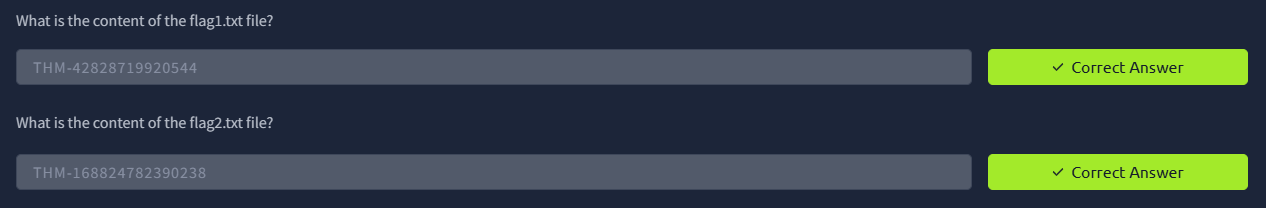 What is the content of the flag1.txt file?
THM-42828719920544
✓ Correct Answer
What is the content of the flag2.txt file?
THM-168824782390238
✓ Correct Answer